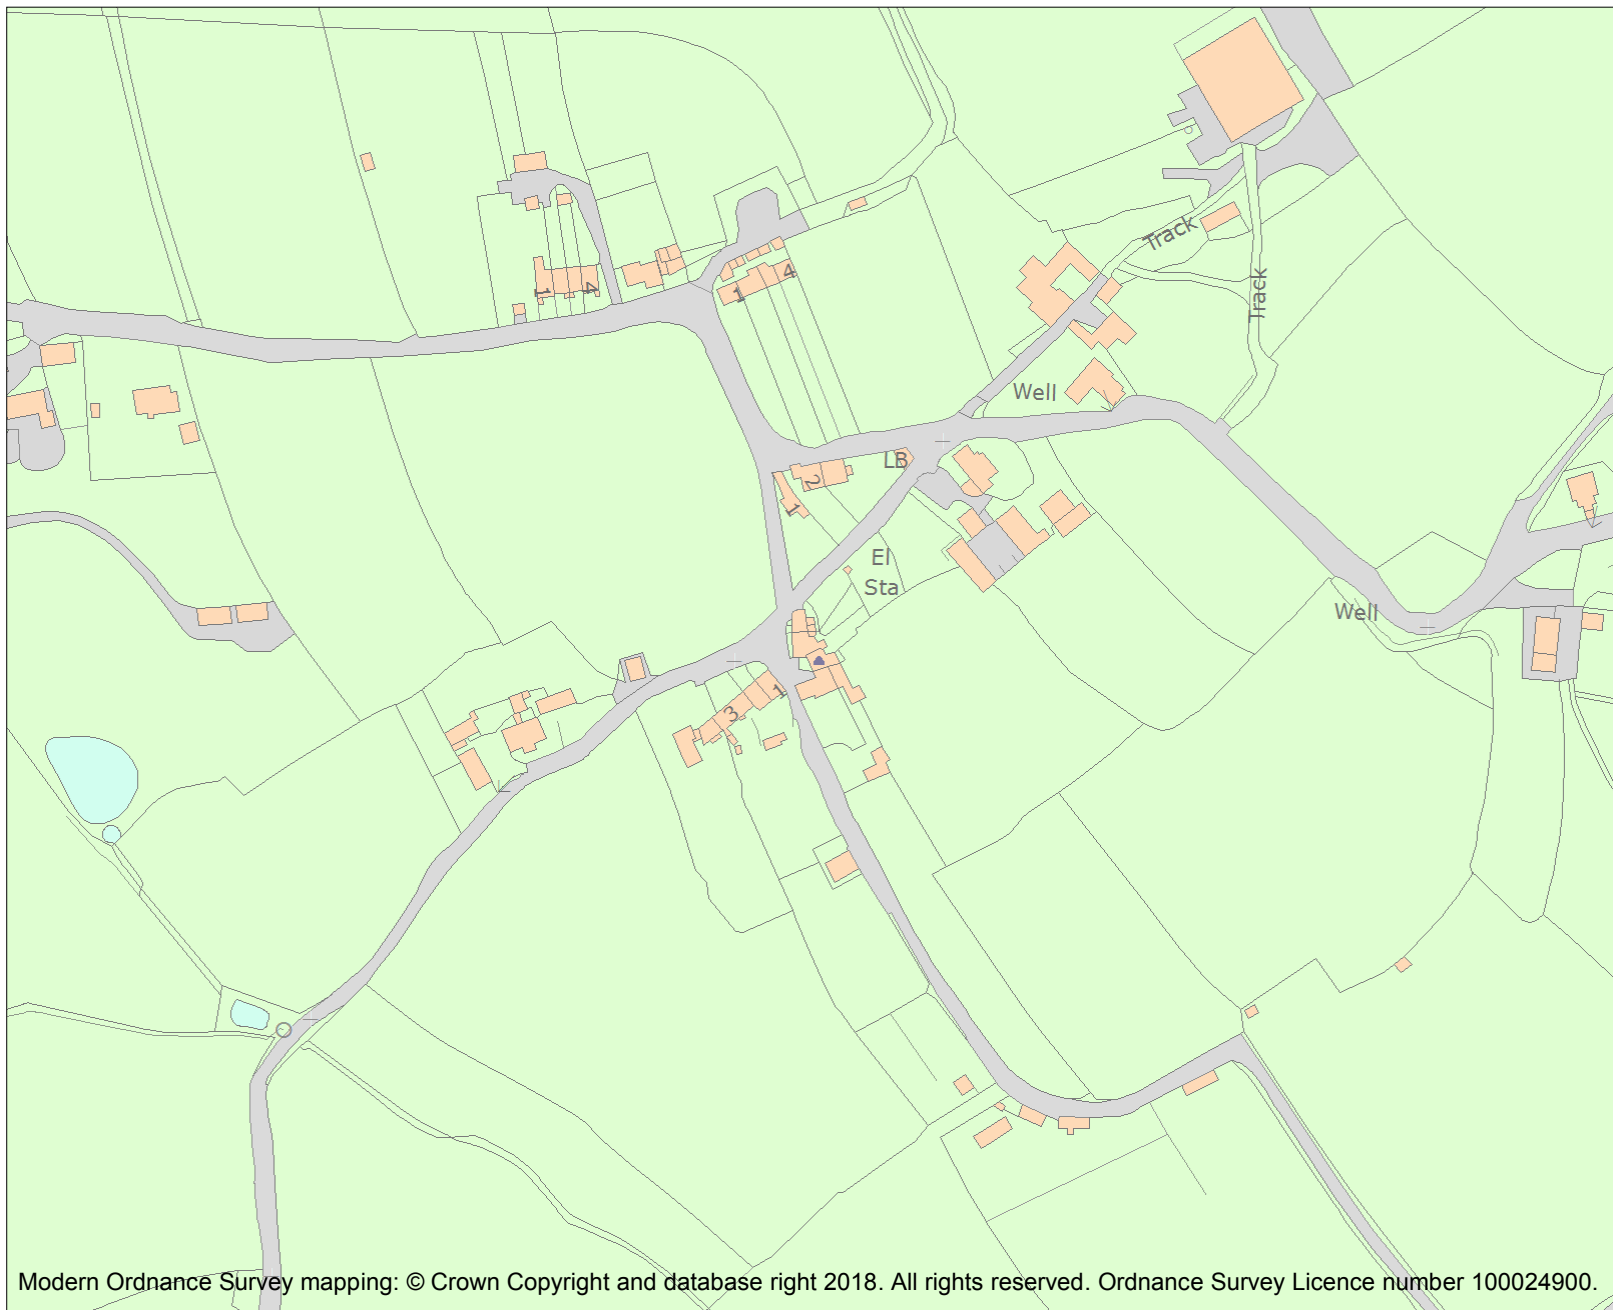 Track
Track
1
4
1
4
Well
LB
2
1
El
Sta
Well
1
3
Modern Ordnance Survey mapping: © Crown Copyright and database right 2018. All rights reserved. Ordnance Survey Licence number 100024900.